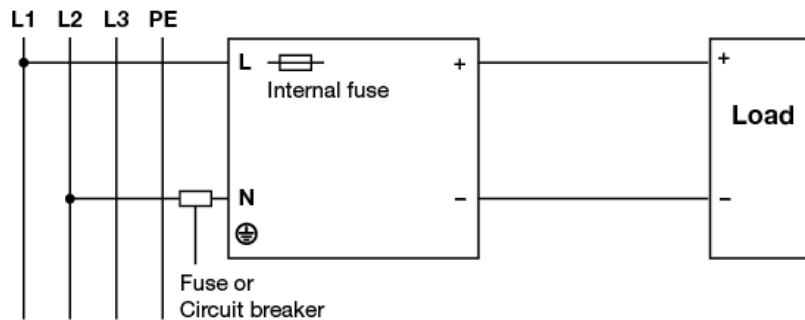 L1 L2 L3 PE
L
+
Internal fuse
N
−
Fuse or
Circuit breaker
+
Load
−